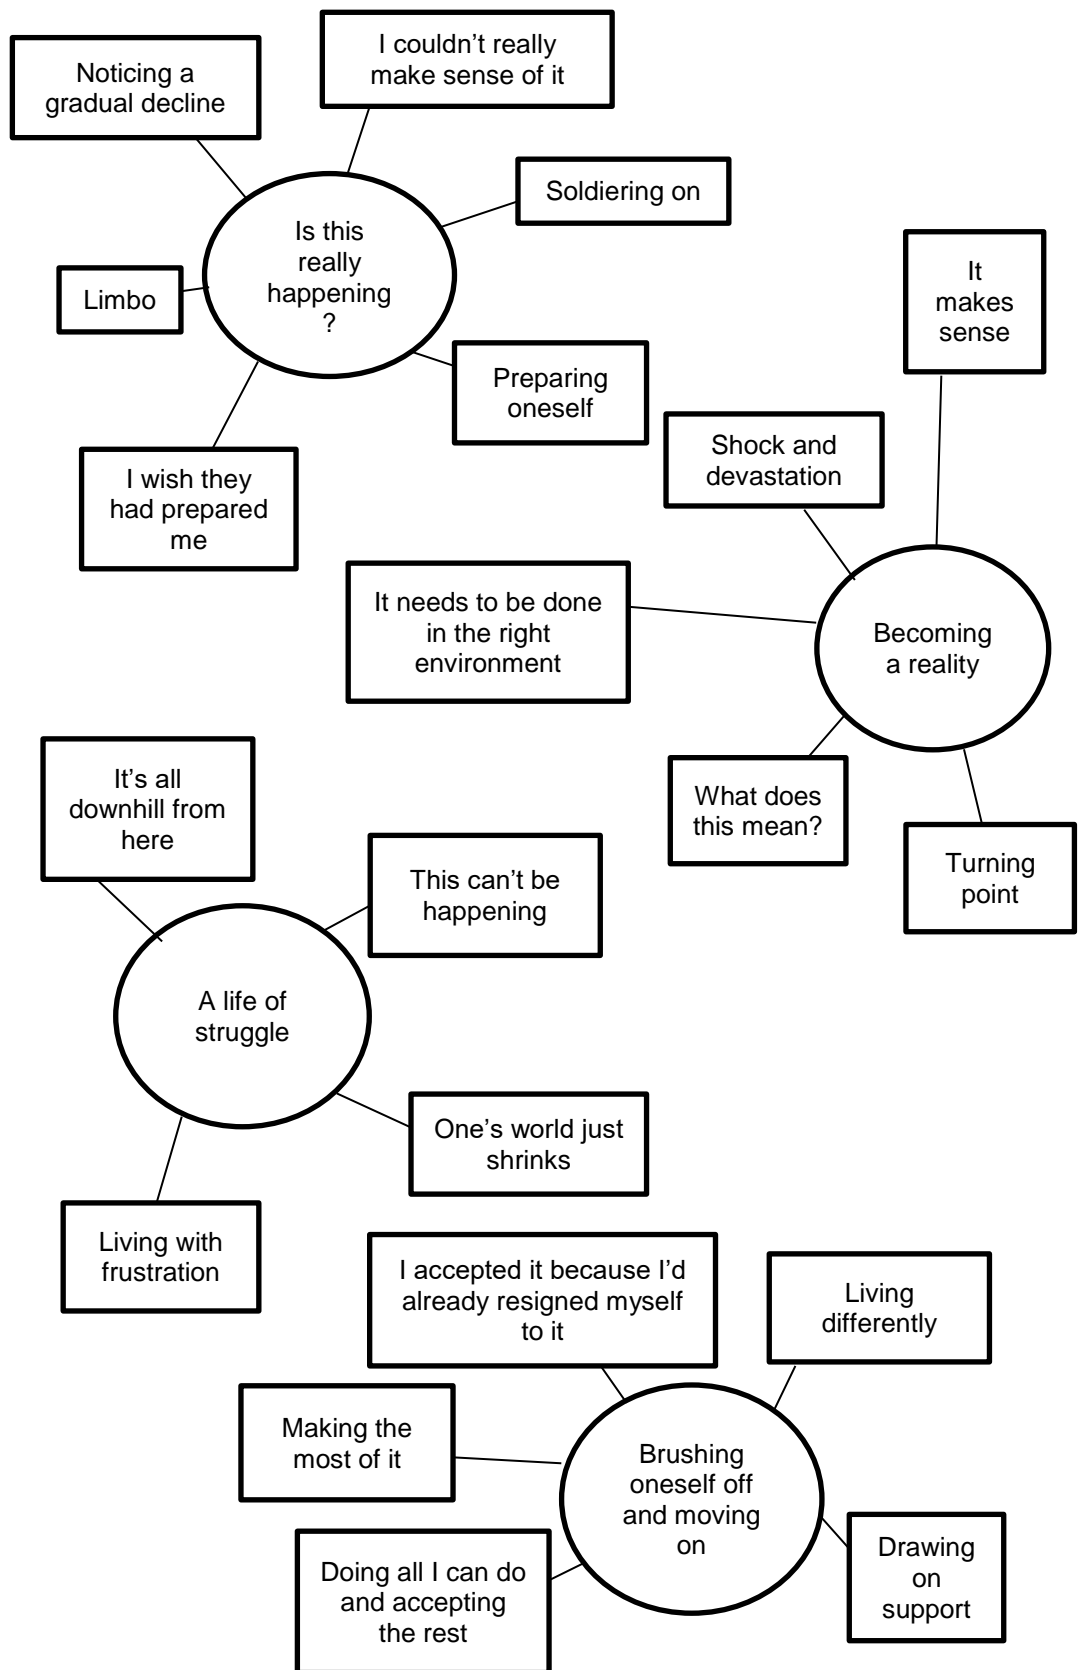 Noticing a
gradual decline
I couldn’t really
make sense of it
Soldiering on
Is this
really
happening
?
Limbo
Preparing
oneself
I wish they
had prepared
me
It
makes
sense
Shock and
devastation
It needs to be done
in the right
environment
Becoming
a reality
What does
this mean?
Turning
point
It’s all
downhill from
here
This can’t be
happening
A life of
struggle
One’s world just
shrinks
Living with
frustration
I accepted it because I’d
already resigned myself
to it
Living
differently
Making the
most of it
Brushing
oneself off
and moving
on
Doing all I can do
and accepting
the rest
Drawing
on
support